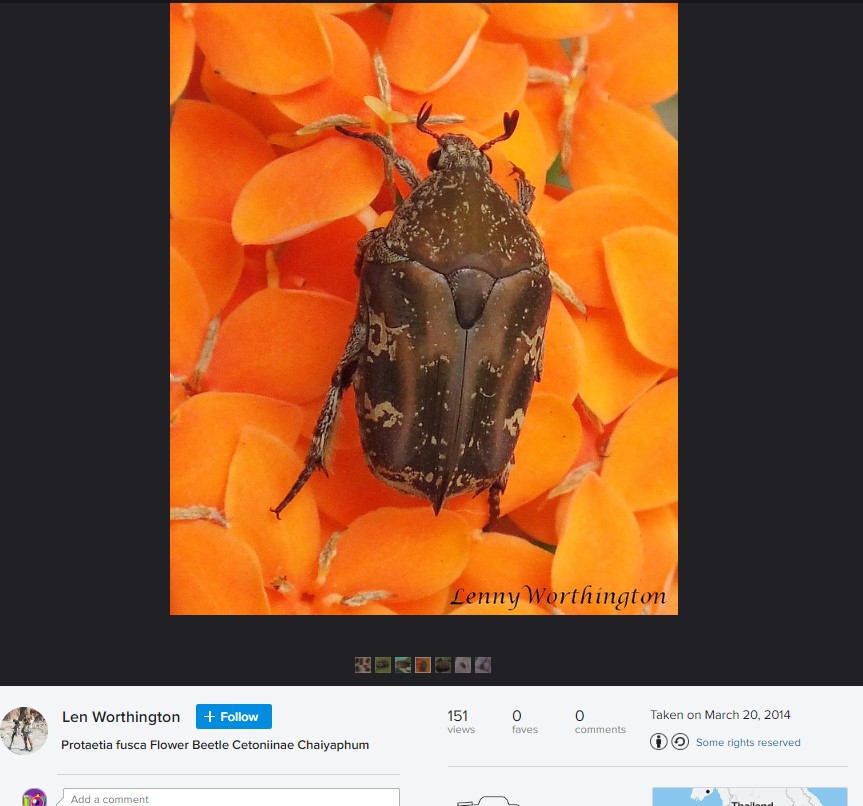 LennyWorthington
Len Worthington
+ Follow
Protaetia fusca Flower Beetle Cetoniinae Chaiyaphum
Add a comment
151
views
0
faves
0
comments
Taken on March 20, 2014
Some rights reserved
Thailand